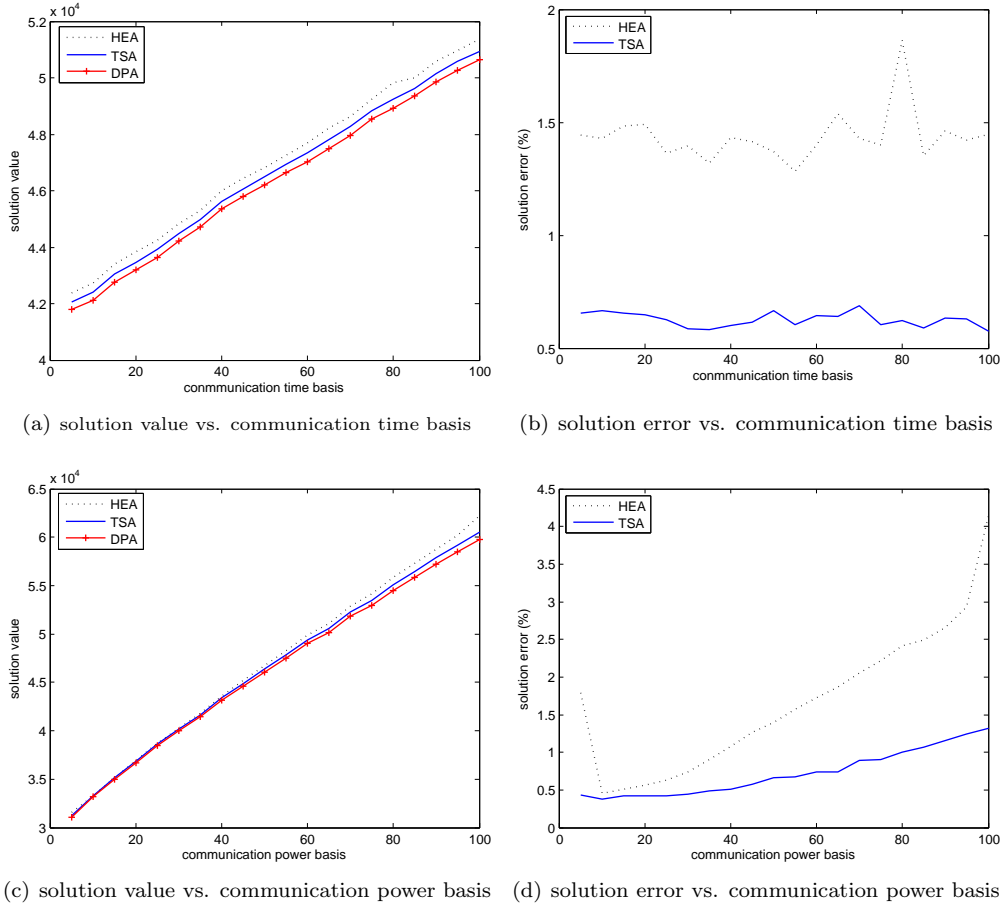 x 10⁴
5.2
5
4.8
4.6
4.4
4.2
4
solution value
HEA
TSA
DPA
0 20 40 60 80 100
conmmunication time basis
(a) solution value vs. communication time basis
2
1.5
1
0.5
solution error (%)
HEA
TSA
0 20 40 60 80 100
conmmunication time basis
(b) solution error vs. communication time basis
x 10⁴
6.5
6
5.5
5
4.5
4
3.5
3
solution value
HEA
TSA
DPA
0 20 40 60 80 100
communication power basis
(c) solution value vs. communication power basis
4.5
4
3.5
3
2.5
2
1.5
1
0.5
0
solution error (%)
HEA
TSA
0 20 40 60 80 100
communication power basis
(d) solution error vs. communication power basis